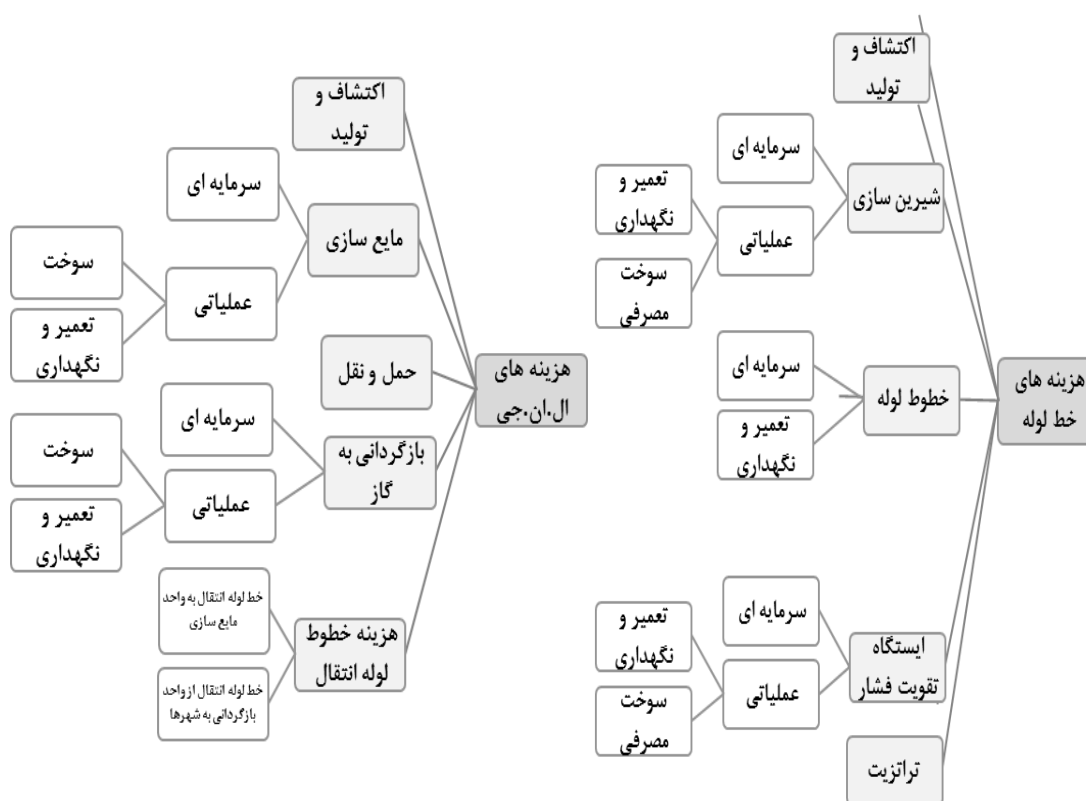 هزینه های
خط لوله
اکتشاف و
تولید
شیرین سازی
سرمایه ای
عملیاتی
تعمیر و
نگهداری
سوخت
مصرفی
خطوط لوله
سرمایه ای
تعمیر و
نگهداری
ایستگاه
تقویت فشار
سرمایه ای
عملیاتی
تعمیر و
نگهداری
سوخت
مصرفی
تراتزیت
هزینه های
ال.ان.جی
اکتشاف و
تولید
مایع سازی
سرمایه ای
عملیاتی
سوخت
تعمیر و
نگهداری
حمل و نقل
بازگردانی به
گاز
سرمایه ای
عملیاتی
سوخت
تعمیر و
نگهداری
هزینه خطوط
لوله انتقال
خط لوله انتقال به واحد
مایع سازی
خط لوله انتقال از واحد
بازگردانی به شهرها